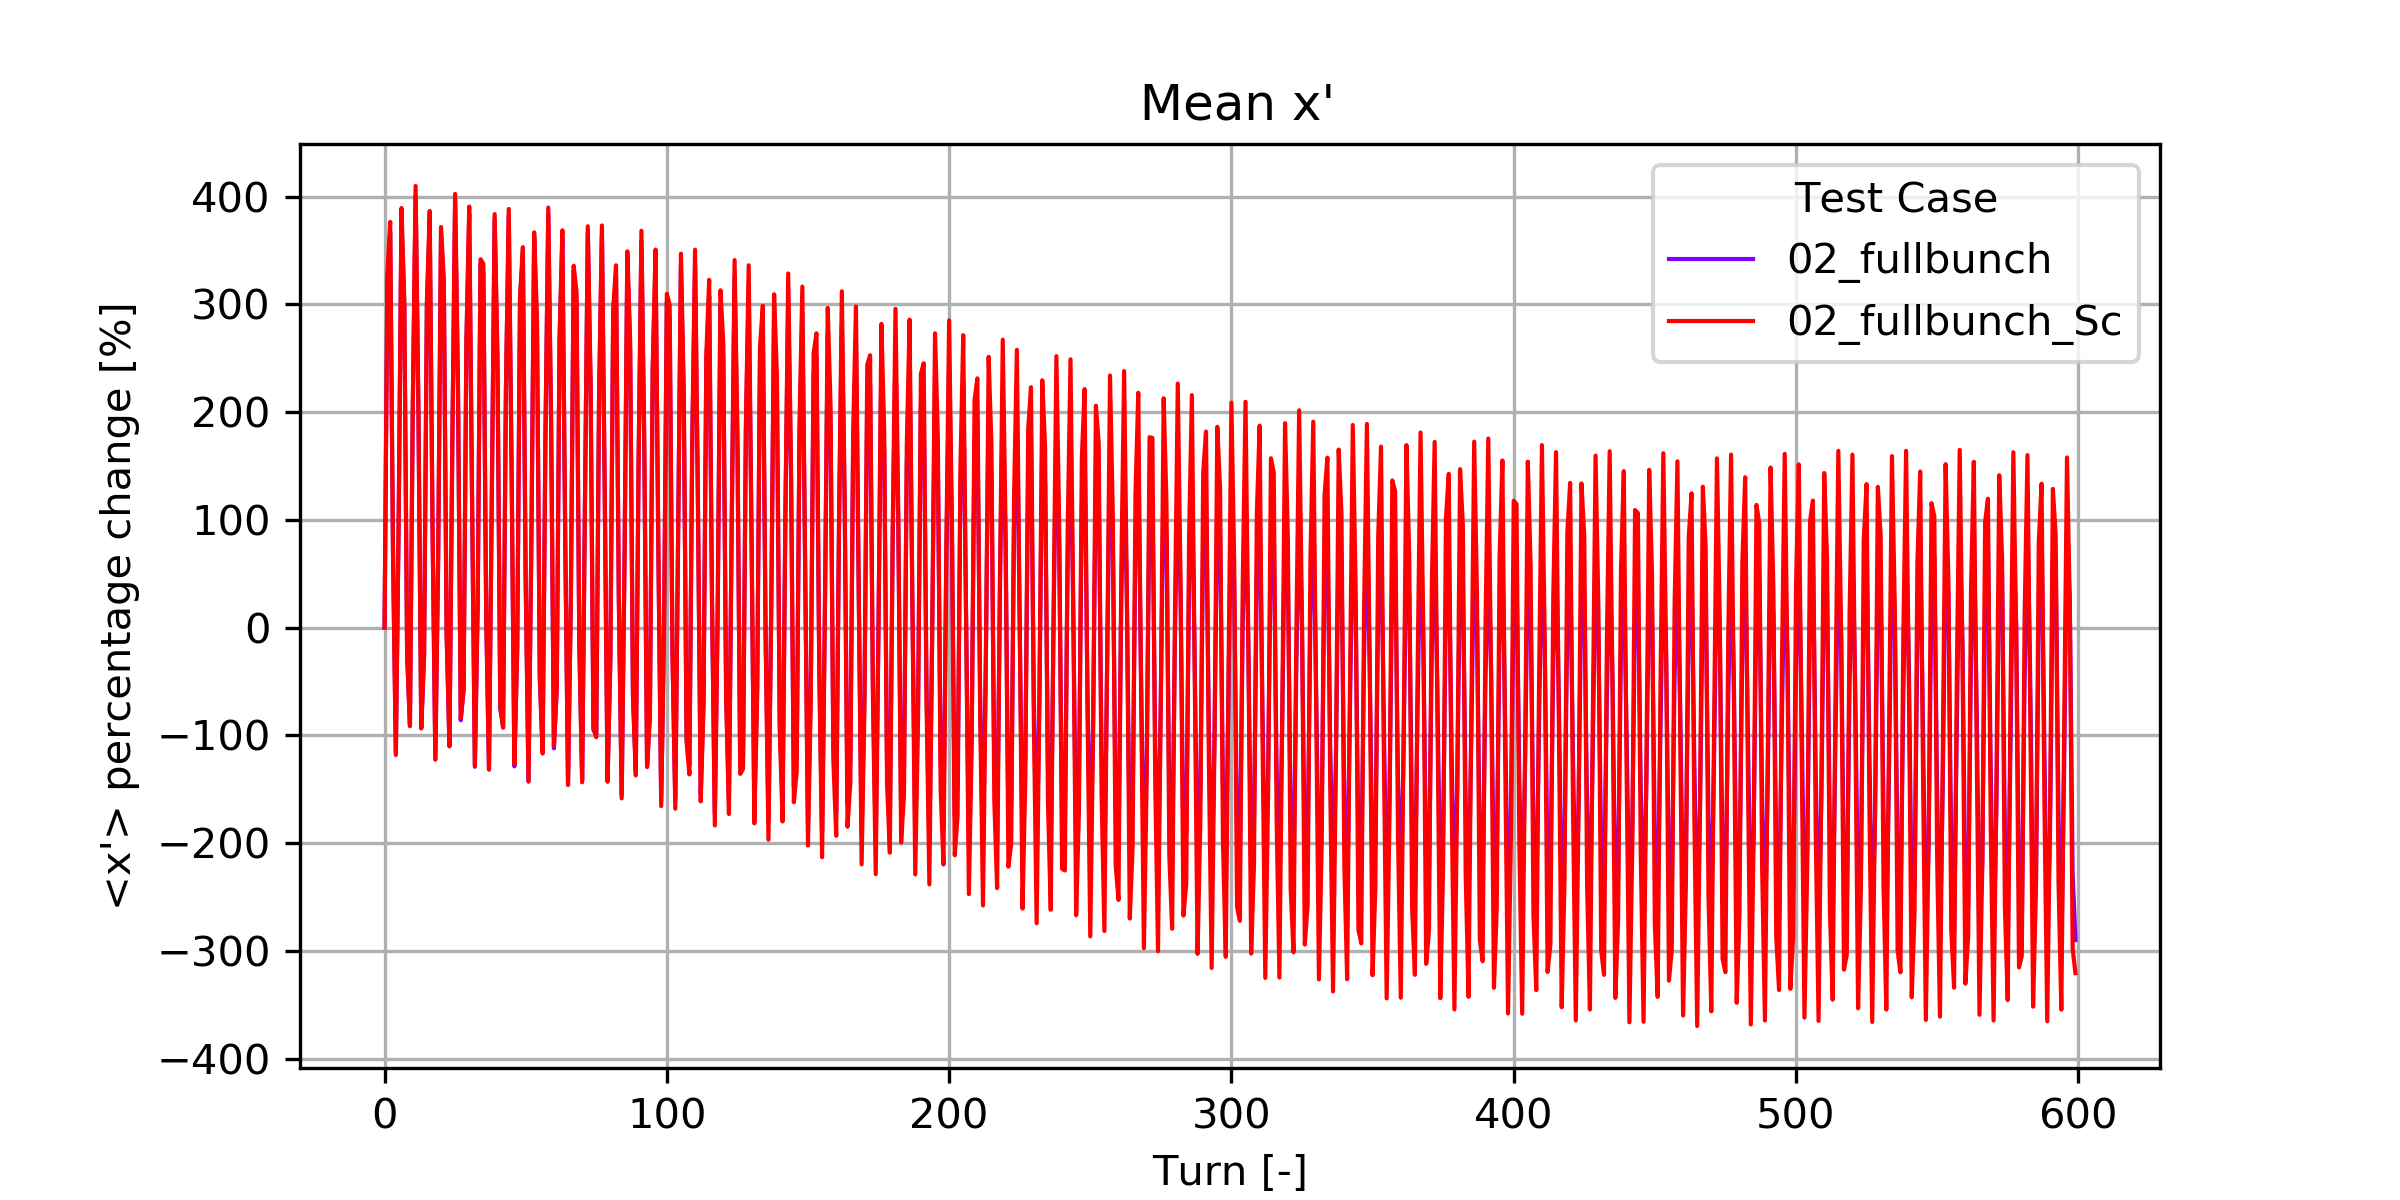 Mean x'
<x'> percentage change [%]
400
300
200
100
0
−100
−200
−300
−400
Test Case
02_fullbunch
02_fullbunch_Sc
0 100 200 300 400 500 600
Turn [-]